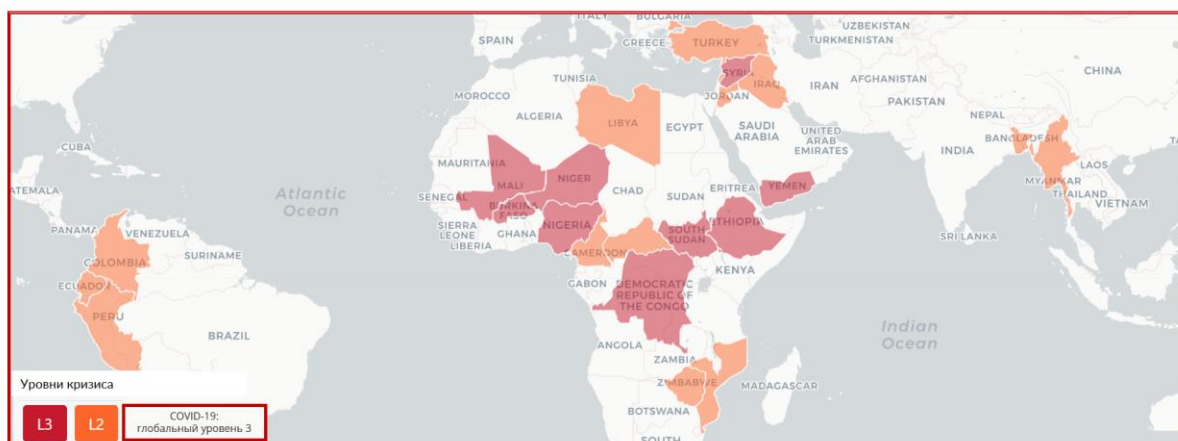 ITALY
BULGARIA
UZBEKISTAN
SPAIN
GREECE
TURKEY
TURKMENISTAN
CHINA
TUNISIA
SYRIA
IRAQ
IRAN
AFGHANISTAN
MOROCCO
JORDAN
PAKISTAN
ALGERIA
LIBYA
EGYPT
SAUDI
ARABIA
UNITED
ARAB
EMIRATES
NEPAL
BANGLADESH
CUBA
INDIA
MYANMAR
LAOS
MAURITANIA
MALI
NIGER
CHAD
SUDAN
ERITREA
YEMEN
THAILAND
VIETNAM
ATEMALA
Atlantic
Ocean
SENEGAL
BURKINA
FASO
NIGERIA
ETHIOPIA
PANAMA
VENEZUELA
SIERRA
LEONE
GHANA
LIBERIA
SOUTH
SUDAN
SRI LANKA
SURINAME
COLOMBIA
CAMEROON
KENYA
ECUADOR
GABON
DEMOCRATIC
REPUBLIC OF
THE CONGO
PERU
BRAZIL
Indian
Ocean
ANGOLA
ZAMBIA
ZIMBABWE
MADAGASCAR
BOTSWANA
SOUTH
Уровни кризиса
L3 L2 COVID-19:
глобальный уровень 3